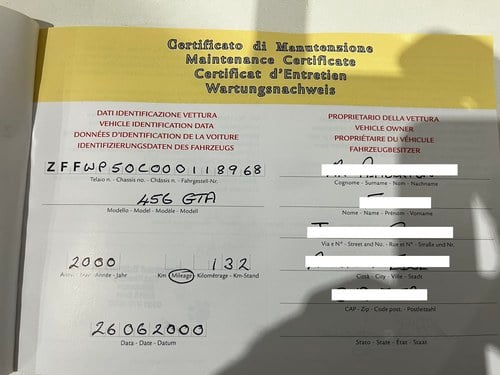 Certificato di Manutenzione
Maintenance Certificate
Certificat d'Entretien
Wartungsnachweis
DATI IDENTIFICAZIONE VETTURA
VEHICLE IDENTIFICATION DATA
DONNÉES D'IDENTIFICATION DE LA VOITURE
IDENTIFIZIERUNGSDATEN DES FAHRZEUGS
ZFFWP50C000118968
Telaio n. - Chassis no. - Châssis n. - Fahrgestell-Nr.
456 GTA
Modello - Model - Modèle - Modell
2000
Anno - Year - Année - Jahr
132
Km - Mileage - Kilométrage - Km-Stand
26 06 2000
Data - Date - Datum
PROPRIETARIO DELLA VETTURA
VEHICLE OWNER
PROPRIÉTAIRE DU VÉHICULE
FAHRZEUGBESITZER
Cognome - Surname - Nom - Nachname
Nome - Name - Prénom - Vorname
Via e N° - Street and No. - Rue et N° - Straße und Nr.
Città - City - Ville - Stadt
CAP - Zip - Code post. - Postleitzahl
Stato - State - État - Staat